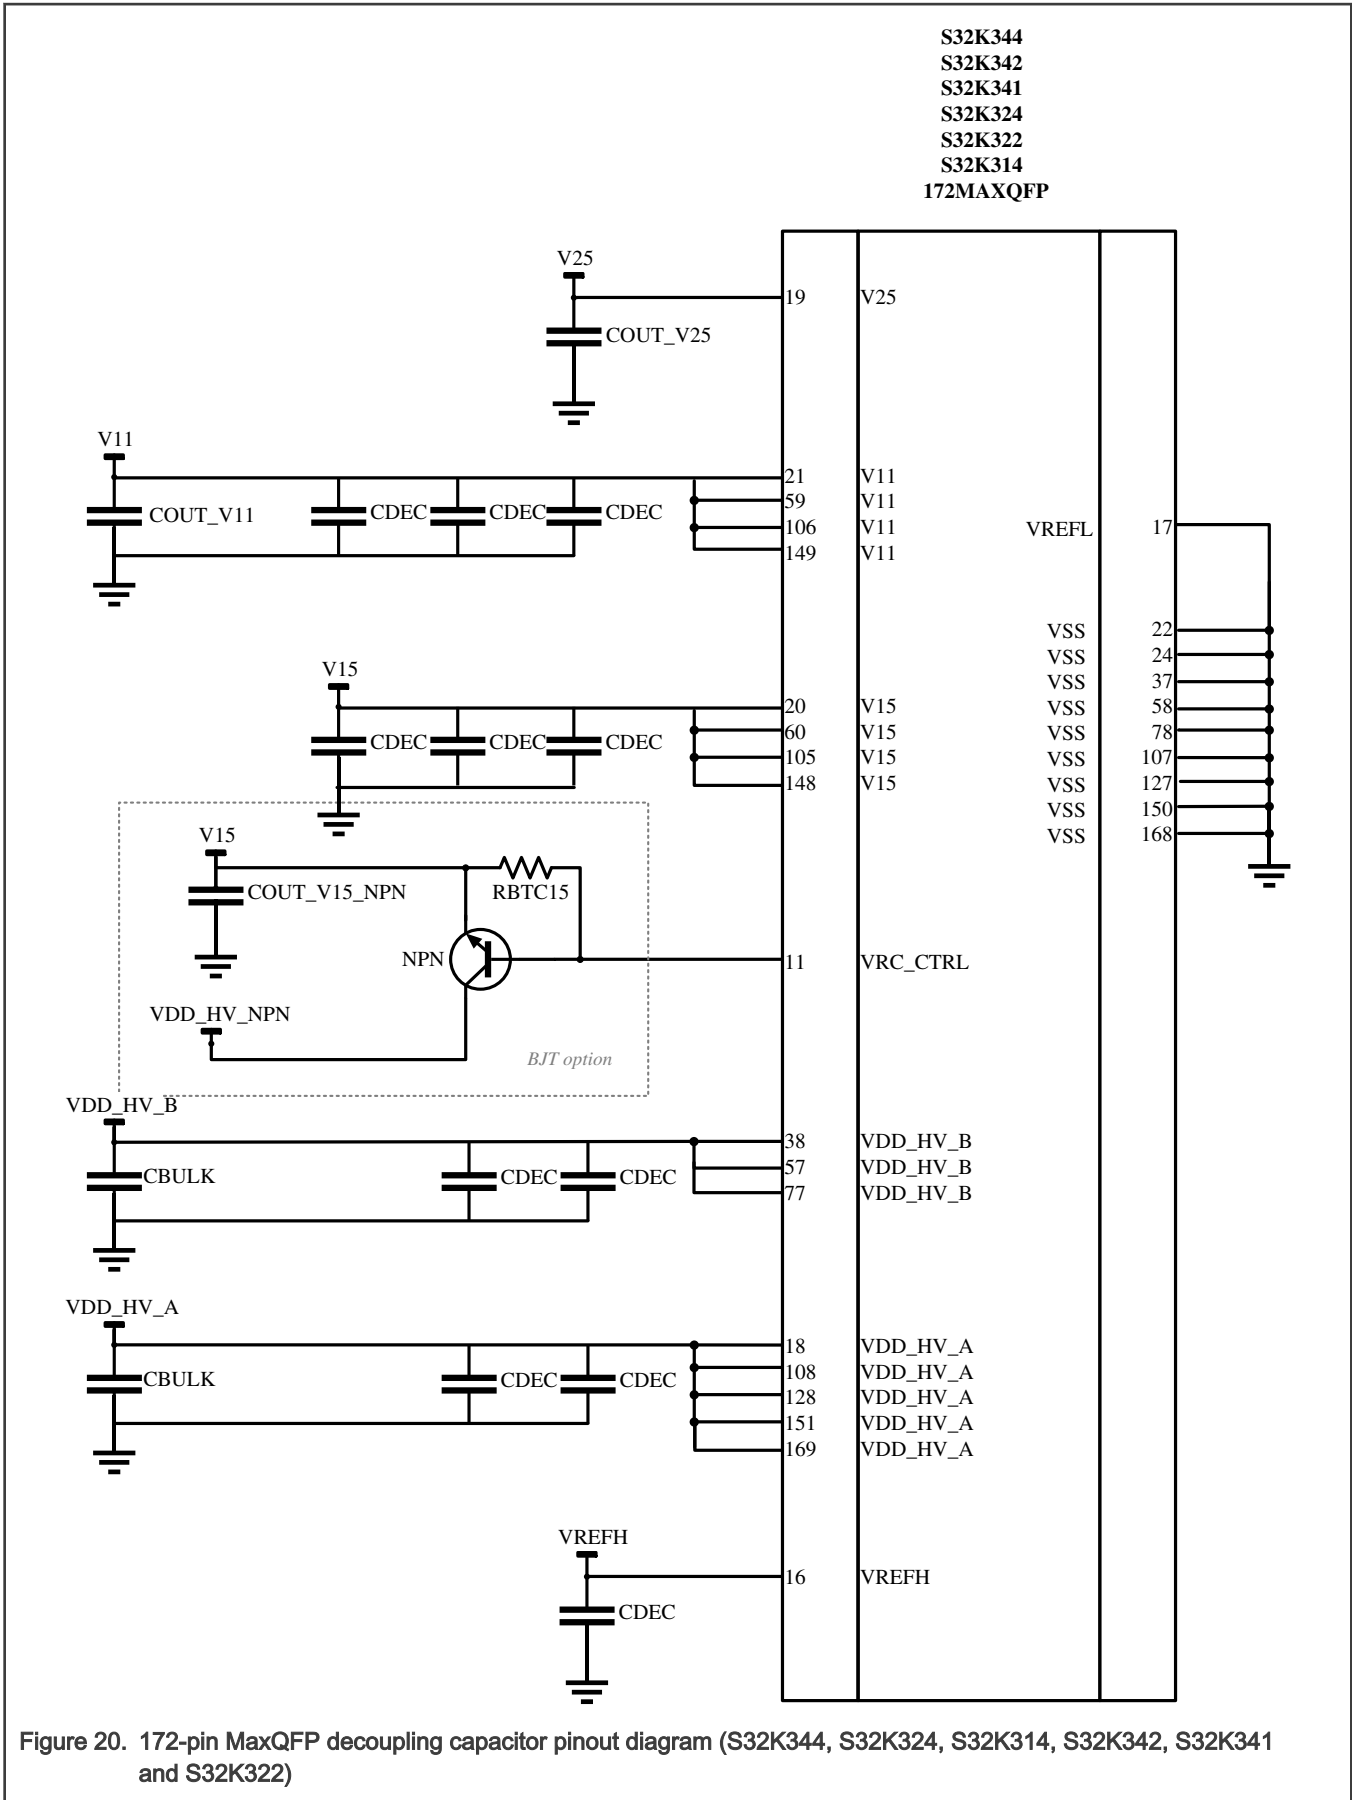 S32K344
S32K342
S32K341
S32K324
S32K322
S32K314
172MAXQFP
V25
19 V25
COUT_V25
V11
21 V11
COUT_V11 CDEC CDEC CDEC
59 V11
106 V11
149 V11
VREFL 17
VSS 22
VSS 24
VSS 37
VSS 58
VSS 78
VSS 107
VSS 127
VSS 150
VSS 168
V15
20 V15
CDEC CDEC CDEC
60 V15
105 V15
148 V15
V15
COUT_V15_NPN
RBTC15
NPN
11 VRC_CTRL
VDD_HV_NPN
BJT option
VDD_HV_B
38 VDD_HV_B
CBULK CDEC CDEC
57 VDD_HV_B
77 VDD_HV_B
VDD_HV_A
18 VDD_HV_A
CBULK CDEC CDEC
108 VDD_HV_A
128 VDD_HV_A
151 VDD_HV_A
169 VDD_HV_A
VREFH
16 VREFH
CDEC
Figure 20. 172-pin MaxQFP decoupling capacitor pinout diagram (S32K344, S32K324, S32K314, S32K342, S32K341
and S32K322)